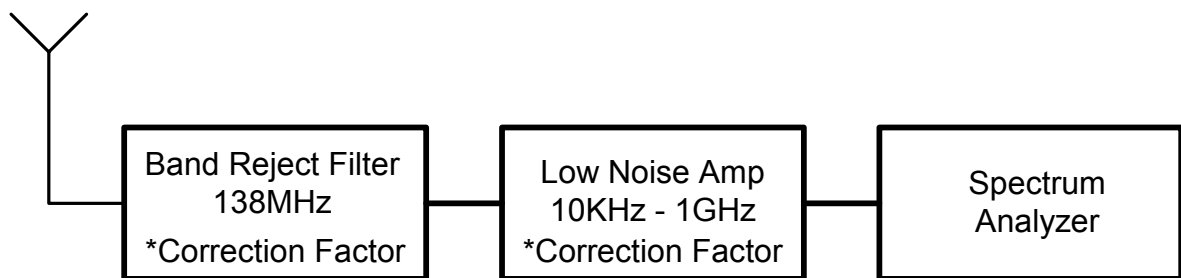 Band Reject Filter
138MHz
*Correction Factor
Low Noise Amp
10KHz - 1GHz
*Correction Factor
Spectrum
Analyzer